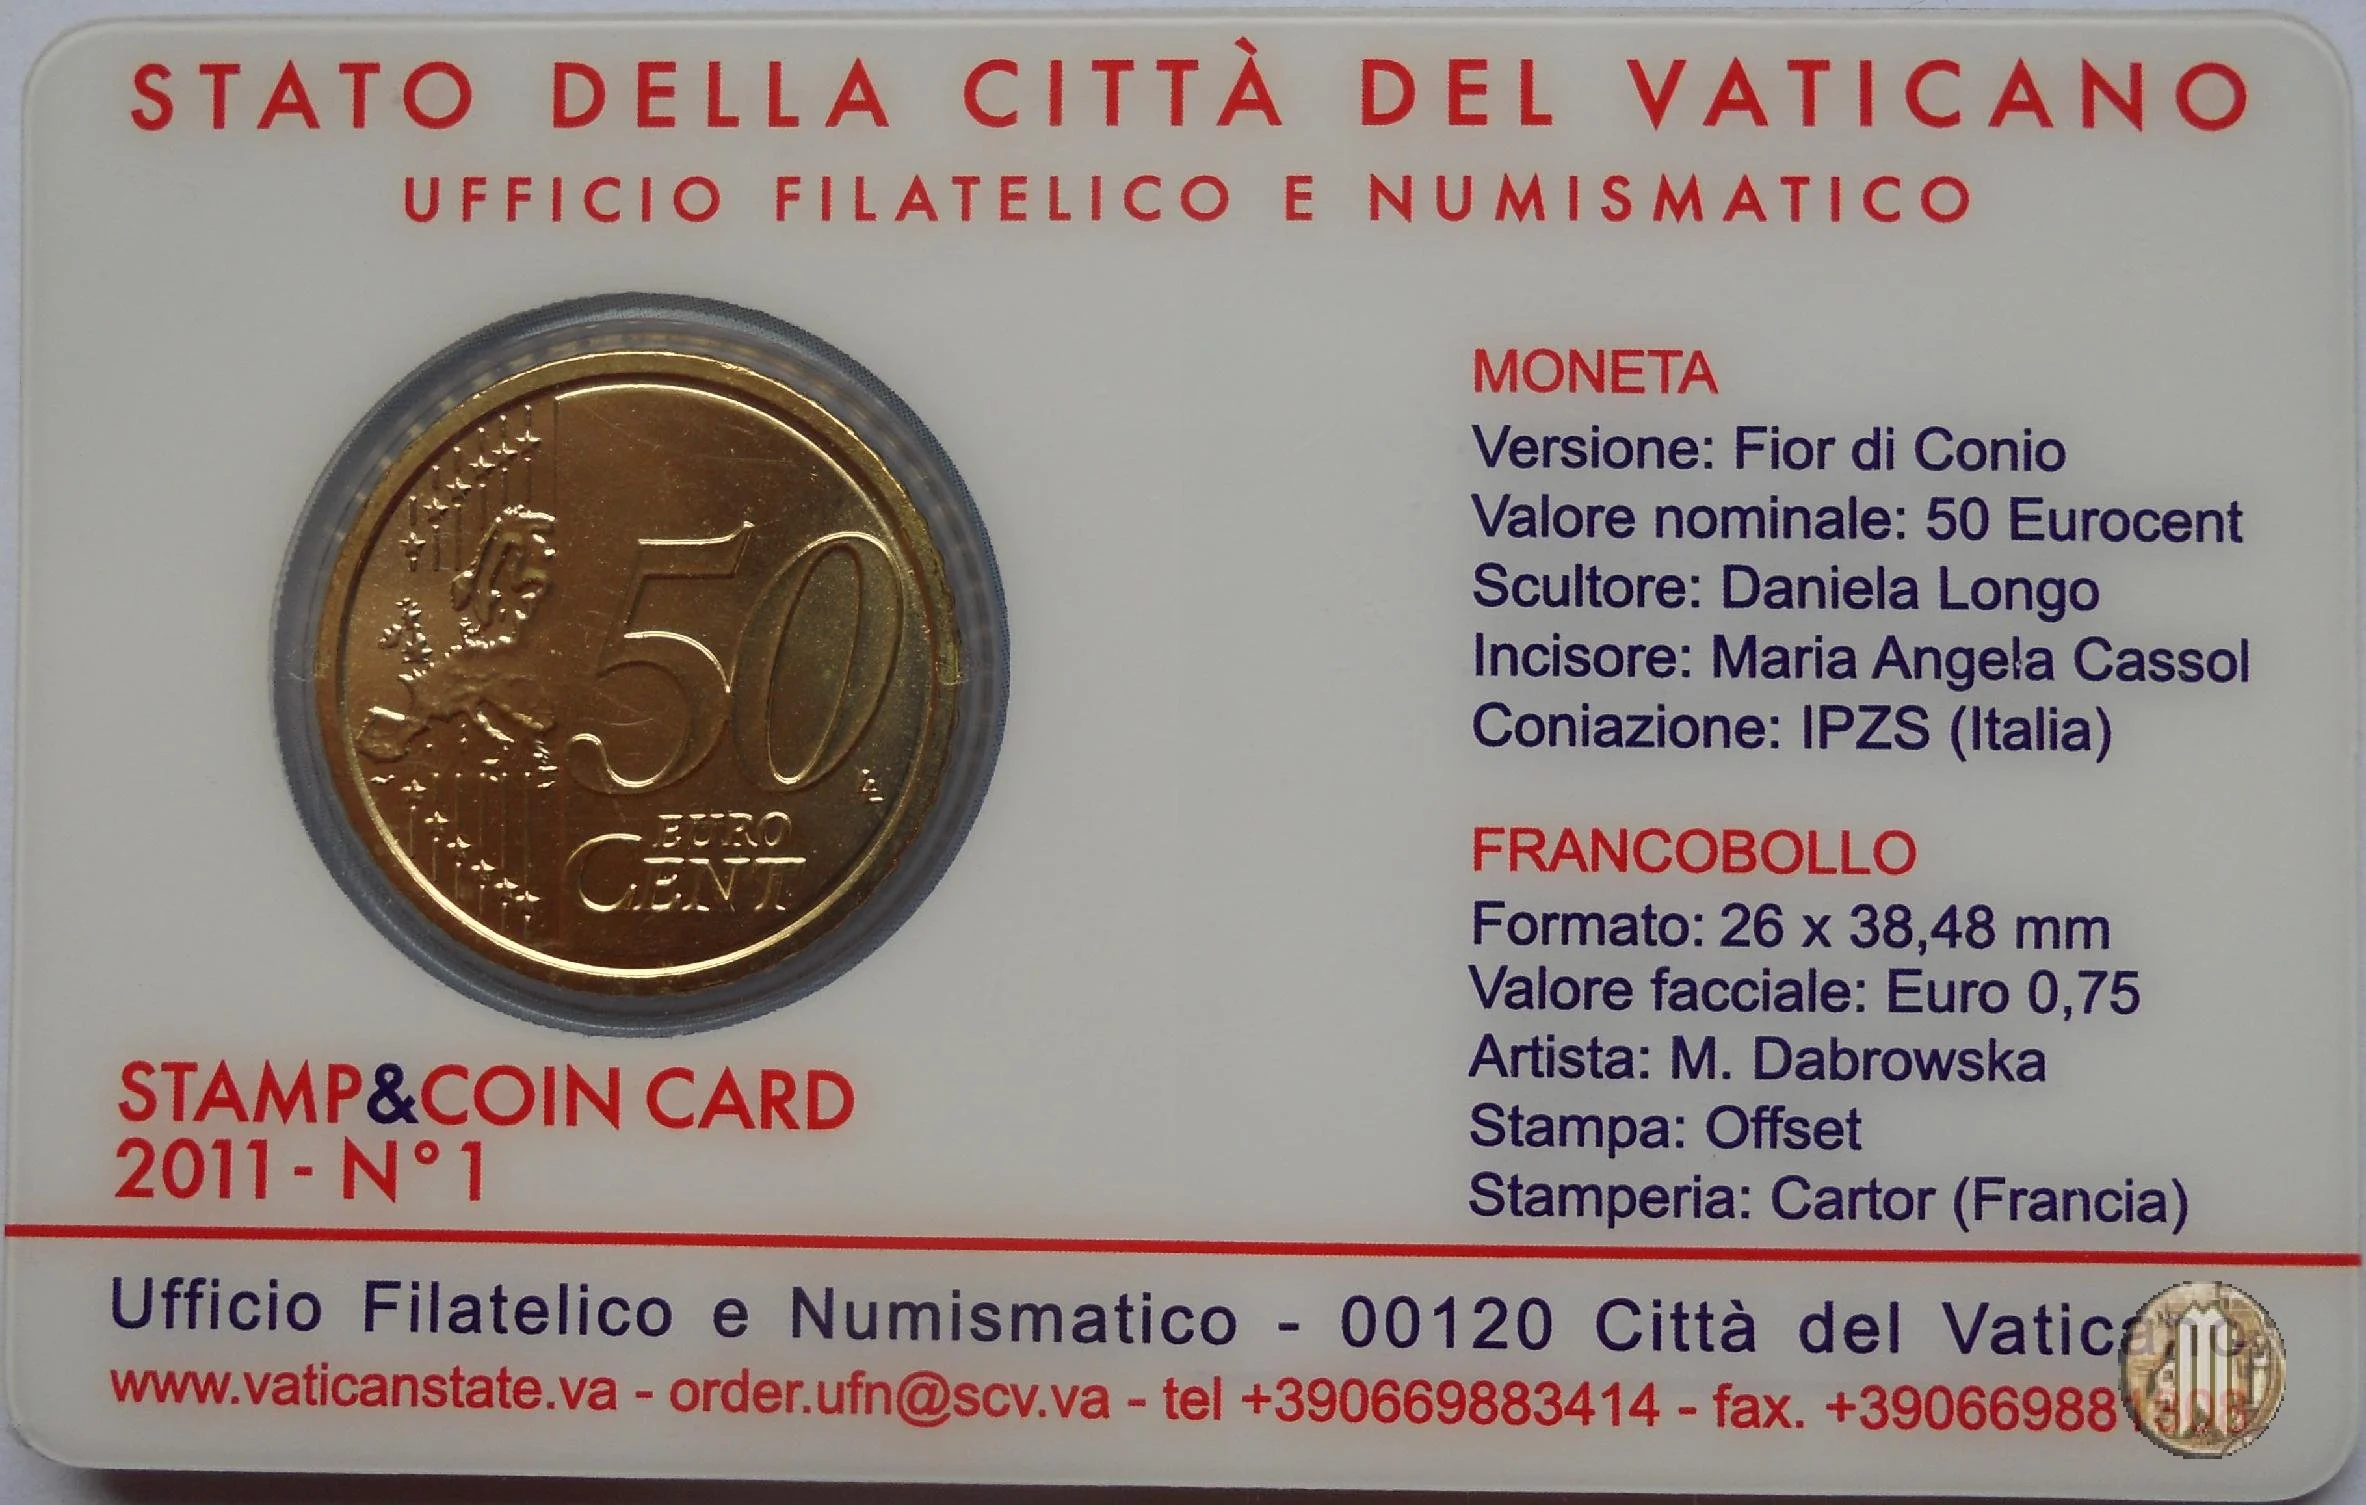 STATO DELLA CITTÀ DEL VATICANO
UFFICIO FILATELICO E NUMISMATICO
50
EURO
CENT
MONETA
Versione: Fior di Conio
Valore nominale: 50 Eurocent
Scultore: Daniela Longo
Incisore: Maria Angela Cassol
Coniazione: IPZS (Italia)
FRANCOBOLLO
Formato: 26 x 38,48 mm
Valore facciale: Euro 0,75
Artista: M. Dabrowska
Stampa: Offset
Stamperia: Cartor (Francia)
STAMP&COIN CARD
2011 - N° 1
Ufficio Filatelico e Numismatico - 00120 Città del Vaticano
www.vaticanstate.va - order.ufn@scv.va - tel +390669883414 - fax.